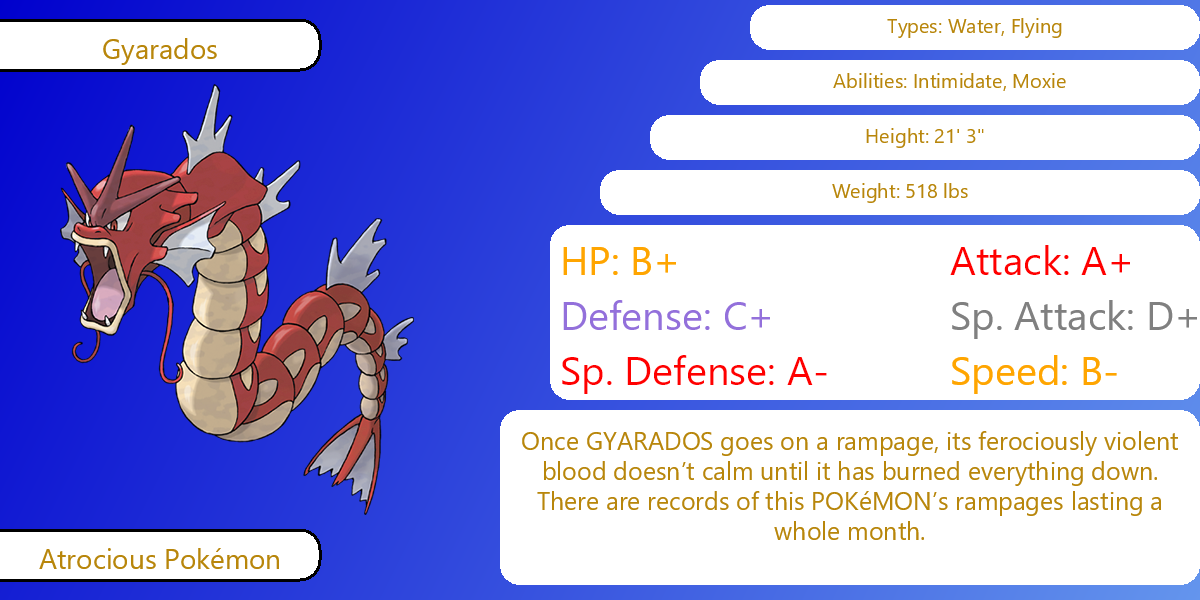 Gyarados
Types: Water, Flying
Abilities: Intimidate, Moxie
Height: 21' 3"
Weight: 518 lbs
HP: B+ Attack: A+
Defense: C+ Sp. Attack: D+
Sp. Defense: A- Speed: B-
Once GYARADOS goes on a rampage, its ferociously violent
blood doesn’t calm until it has burned everything down.
There are records of this POKéMON’s rampages lasting a
whole month.
Atrocious Pokémon